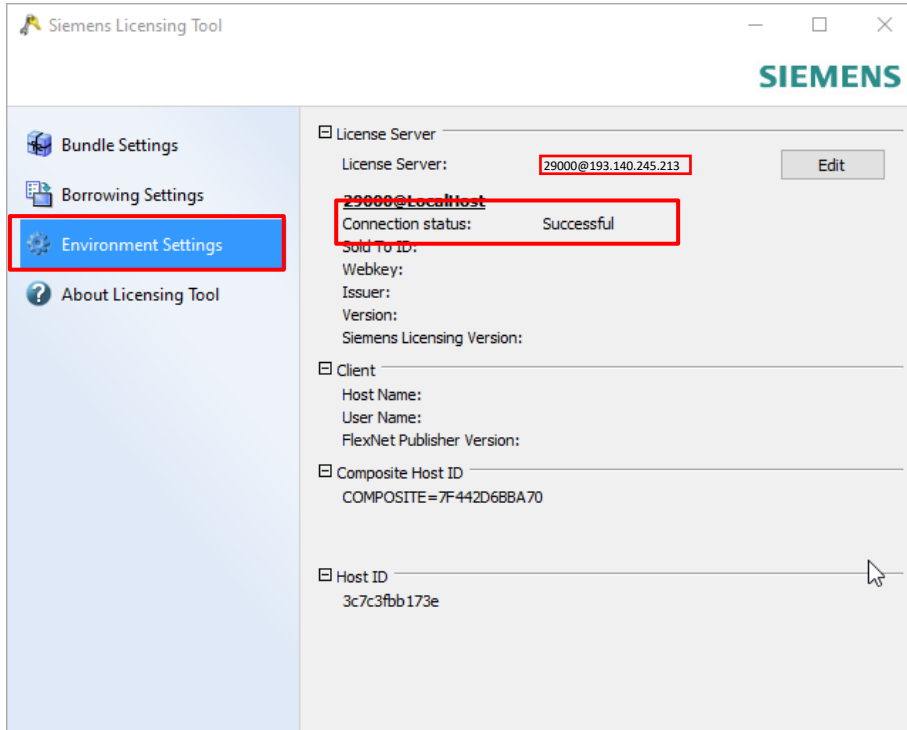 Siemens Licensing Tool
SIEMENS
Bundle Settings
Borrowing Settings
Environment Settings
About Licensing Tool
License Server
License Server: 29000@193.140.245.213 Edit
29000@LocalHost
Connection status: Successful
Sold To ID:
Webkey:
Issuer:
Version:
Siemens Licensing Version:
Client
Host Name:
User Name:
FlexNet Publisher Version:
Composite Host ID
COMPOSITE=7F442D6BBA70
Host ID
3c7c3fbb173e